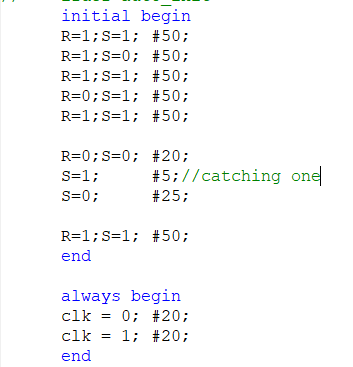 initial begin
R=1;S=1; #50;
R=1;S=0; #50;
R=1;S=1; #50;
R=0;S=1; #50;
R=1;S=1; #50;
R=0;S=0; #20;
S=1; #5;//catching one
S=0; #25;
R=1;S=1; #50;
end
always begin
clk = 0; #20;
clk = 1; #20;
end